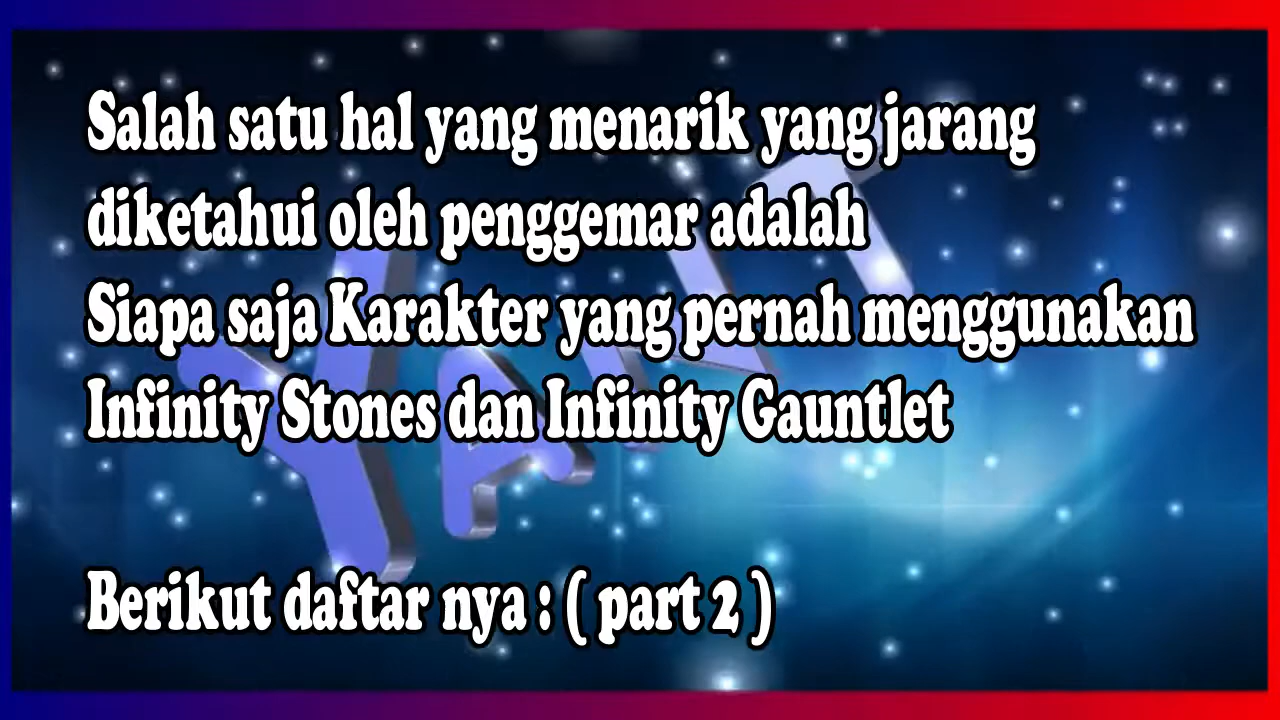 Salah satu hal yang menarik yang jarang
diketahui oleh penggemar adalah
Siapa saja Karakter yang pernah menggunakan
Infinity Stones dan Infinity Gauntlet
Berikut daftar nya : ( part 2 )
YANT